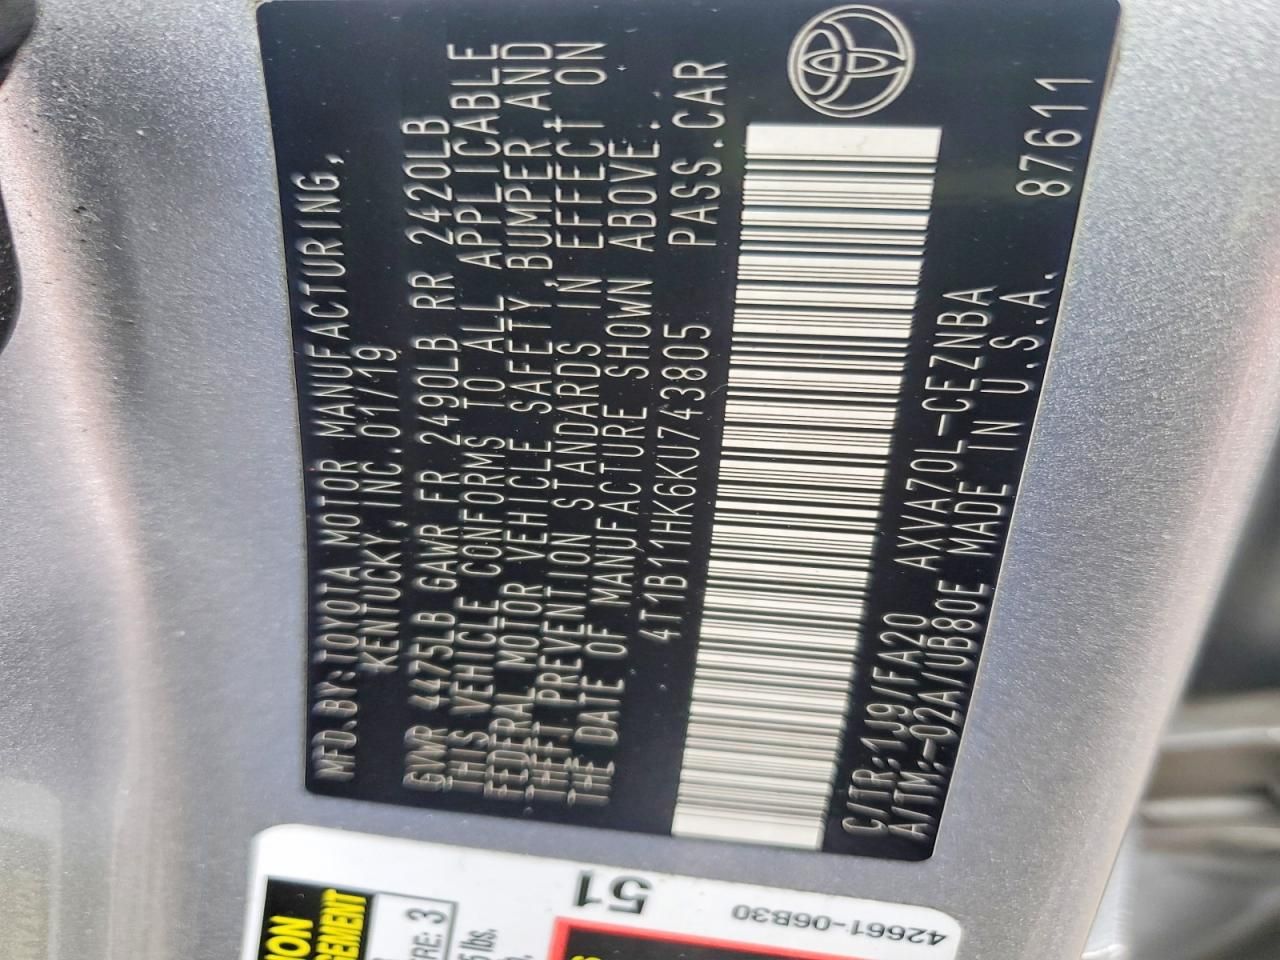 MFD.BY:TOYOTA MOTOR MANUFACTURING,
KENTUCKY, INC. 01/19
GVWR 4475LB GAWR FR 2490LB RR 2420LB
THIS VEHICLE CONFORMS TO ALL APPLICABLE
FEDERAL MOTOR VEHICLE SAFETY BUMPER AND
THEFT PREVENTION STANDARDS IN EFFECT ON
THE DATE OF MANUFACTURE SHOWN ABOVE.
4T1B11HK6KU743805 PASS.CAR
C/TR:1J9/FA20 AXVA70L-CEZNBA
A/TM:-02A/UB80E MADE IN U.S.A.
87611
51
42661-06B30
lbs.